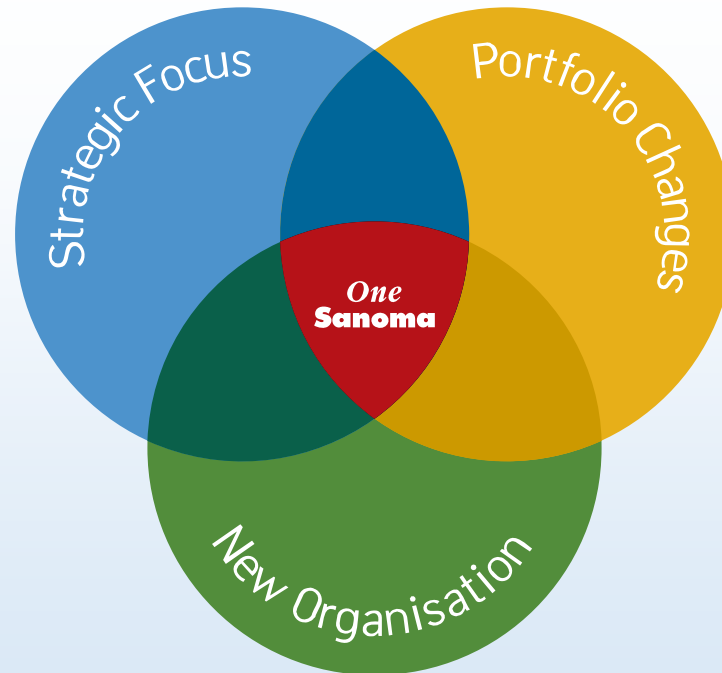 Strategic Focus
Portfolio Changes
One
Sanoma
New Organisation